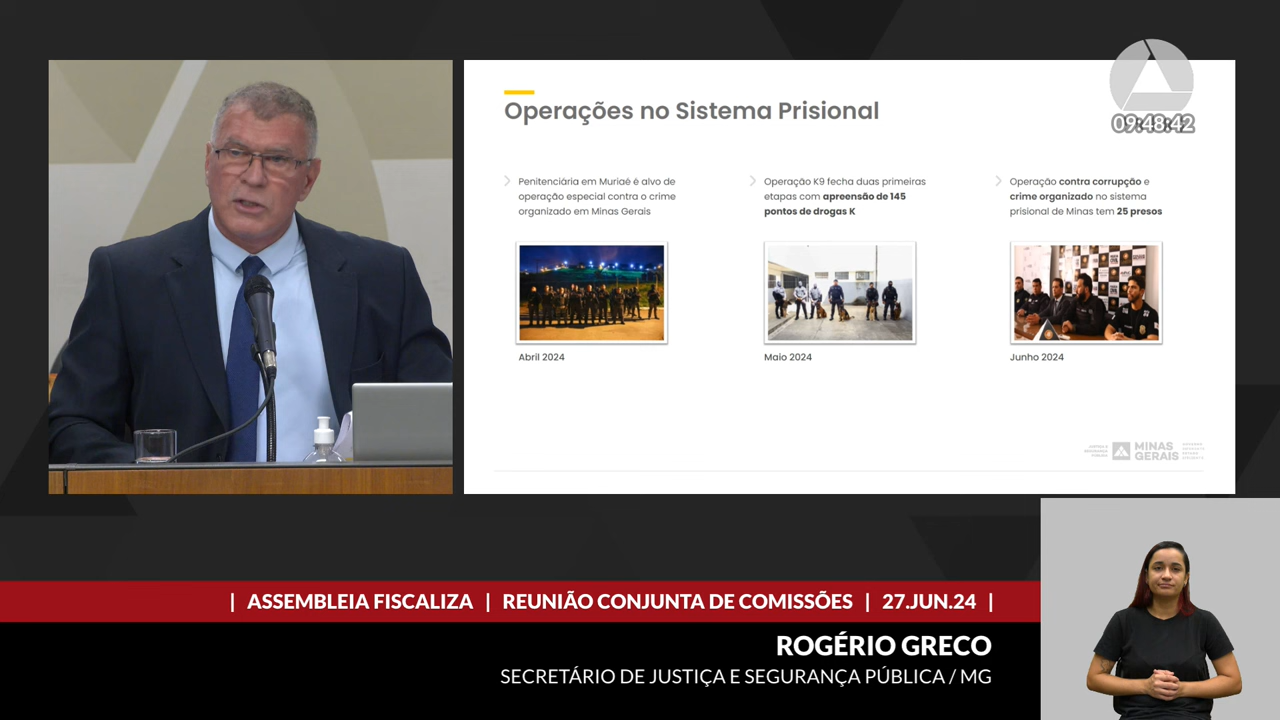 Operações no Sistema Prisional
09:48:42
Penitenciária em Muriaé é alvo de
operação especial contra o crime
organizado em Minas Gerais
Abril 2024
Operação K9 fecha duas primeiras
etapas com apreensão de 145
pontos de drogas K
Maio 2024
Operação contra corrupção e
crime organizado no sistema
prisional de Minas tem 25 presos
Junho 2024
MINAS
GERAIS
| ASSEMBLEIA FISCALIZA | REUNIÃO CONJUNTA DE COMISSÕES | 27.JUN.24 |
ROGÉRIO GRECO
SECRETÁRIO DE JUSTIÇA E SEGURANÇA PÚBLICA / MG